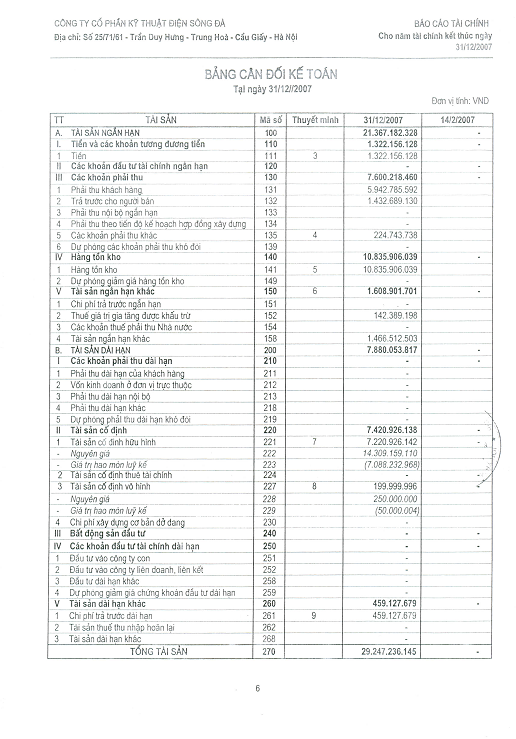 CÔNG TY CỔ PHẦN KỸ THUẬT ĐIỆN SÔNG ĐÀ BÁO CÁO TÀI CHÍNH
Địa chỉ: Số 25/71/61 - Trần Duy Hưng - Trung Hoà - Cầu Giấy - Hà Nội Cho năm tài chính kết thúc ngày
31/12/2007
BẢNG CÂN ĐỐI KẾ TOÁN
Tại ngày 31/12//2007
Đơn vị tính: VND
TT TÀI SẢN Mã số Thuyết minh 31/12/2007 14/2/2007
A. TÀI SẢN NGẮN HẠN 100 21.367.182.328 -
I. Tiền và các khoản tương đương tiền 110 1.322.156.128 -
1 Tiền 111 3 1.322.156.128
II Các khoản đầu tư tài chính ngắn hạn 120 - -
III Các khoản phải thu 130 7.600.218.460 -
1 Phải thu khách hàng 131 5.942.785.592
2 Trả trước cho người bán 132 1.432.689.130
3 Phải thu nội bộ ngắn hạn 133 -
4 Phải thu theo tiến độ kế hoạch hợp đồng xây dựng 134 -
5 Các khoản phải thu khác 135 4 224.743.738
6 Dự phòng các khoản phải thu khó đòi 139 -
IV Hàng tồn kho 140 10.835.906.039 -
1 Hàng tồn kho 141 5 10.835.906.039
2 Dự phòng giảm giá hàng tồn kho 149 -
V Tài sản ngắn hạn khác 150 6 1.608.901.701 -
1 Chi phí trả trước ngắn hạn 151 -
2 Thuế giá trị gia tăng được khấu trừ 152 142.389.198
3 Các khoản thuế phải thu Nhà nước 154 -
4 Tài sản ngắn hạn khác 158 1.466.512.503
B. TÀI SẢN DÀI HẠN 200 7.880.053.817 -
I Các khoản phải thu dài hạn 210 - -
1 Phải thu dài hạn của khách hàng 211 -
2 Vốn kinh doanh ở đơn vị trực thuộc 212 -
3 Phải thu dài hạn nội bộ 213 -
4 Phải thu dài hạn khác 218 -
5 Dự phòng phải thu dài hạn khó đòi 219 -
II Tài sản cố định 220 7.420.926.138 -
1 Tài sản cố định hữu hình 221 7 7.220.926.142 -
- Nguyên giá 222 14.309.159.110
- Giá trị hao mòn luỹ kế 223 (7.088.232.968)
2 Tài sản cố định thuê tài chính 224 - -
3 Tài sản cố định vô hình 227 8 199.999.996 -
- Nguyên giá 228 250.000.000
- Giá trị hao mòn luỹ kế 229 (50.000.004)
4 Chi phí xây dựng cơ bản dở dang 230 -
III Bất động sản đầu tư 240 - -
IV Các khoản đầu tư tài chính dài hạn 250 - -
1 Đầu tư vào công ty con 251 -
2 Đầu tư vào công ty liên doanh, liên kết 252 -
3 Đầu tư dài hạn khác 258 -
4 Dự phòng giảm giá chứng khoán đầu tư dài hạn 259 -
V Tài sản dài hạn khác 260 459.127.679 -
1 Chi phí trả trước dài hạn 261 9 459.127.679
2 Tài sản thuế thu nhập hoãn lại 262 -
3 Tài sản dài hạn khác 268 -
TỔNG TÀI SẢN 270 29.247.236.145 -
6